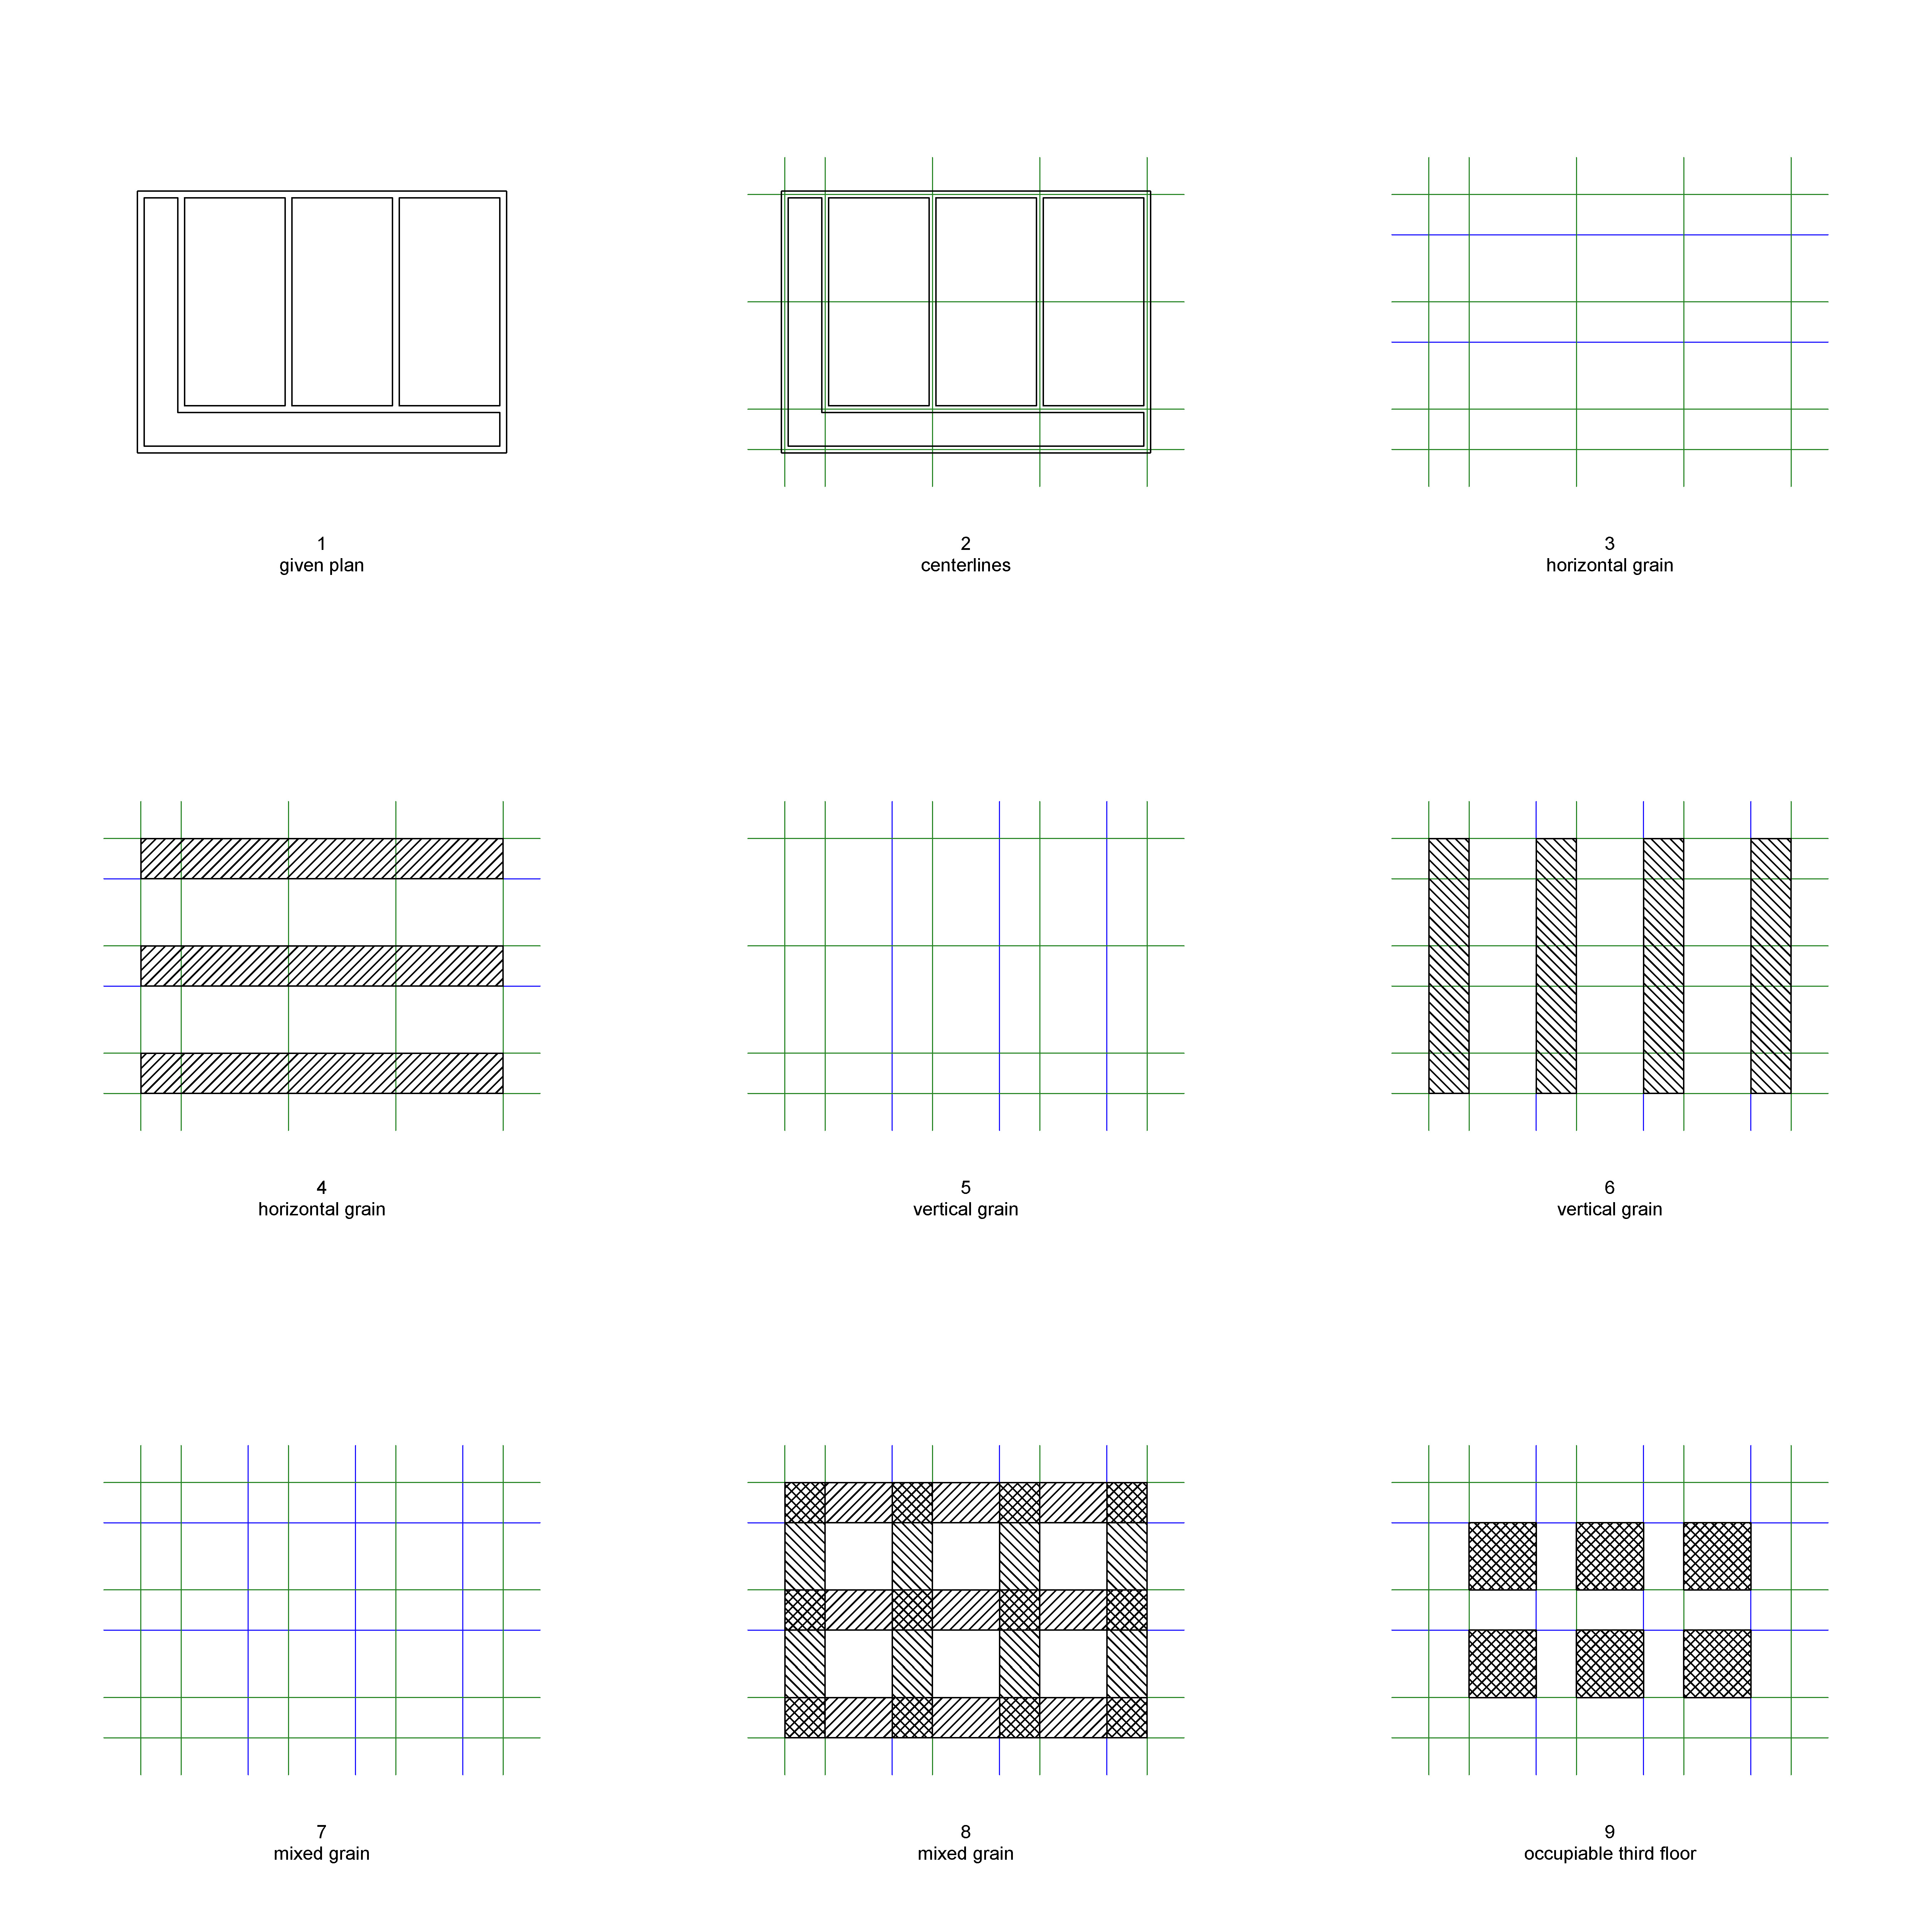 1
given plan
2
centerlines
3
horizontal grain
4
horizontal grain
5
vertical grain
6
vertical grain
7
mixed grain
8
mixed grain
9
occupiable third floor